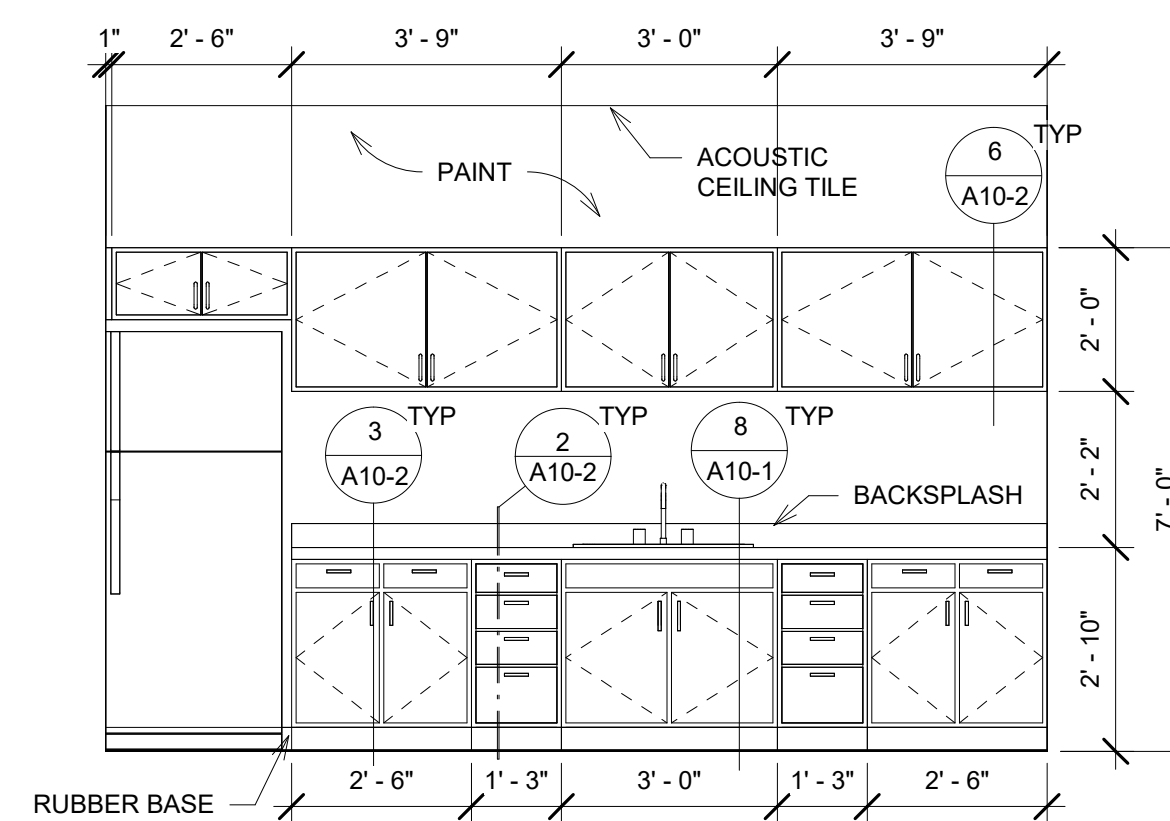 1" 2' - 6" 3' - 9" 3' - 0" 3' - 9"
TYP
6
A10-2
ACOUSTIC
CEILING TILE
PAINT
2' - 0"
TYP
3
A10-2
TYP
2
A10-2
TYP
8
A10-1
2' - 2"
7' - 0"
BACKSPLASH
2' - 10"
2' - 6" 1' - 3" 3' - 0" 1' - 3" 2' - 6"
RUBBER BASE